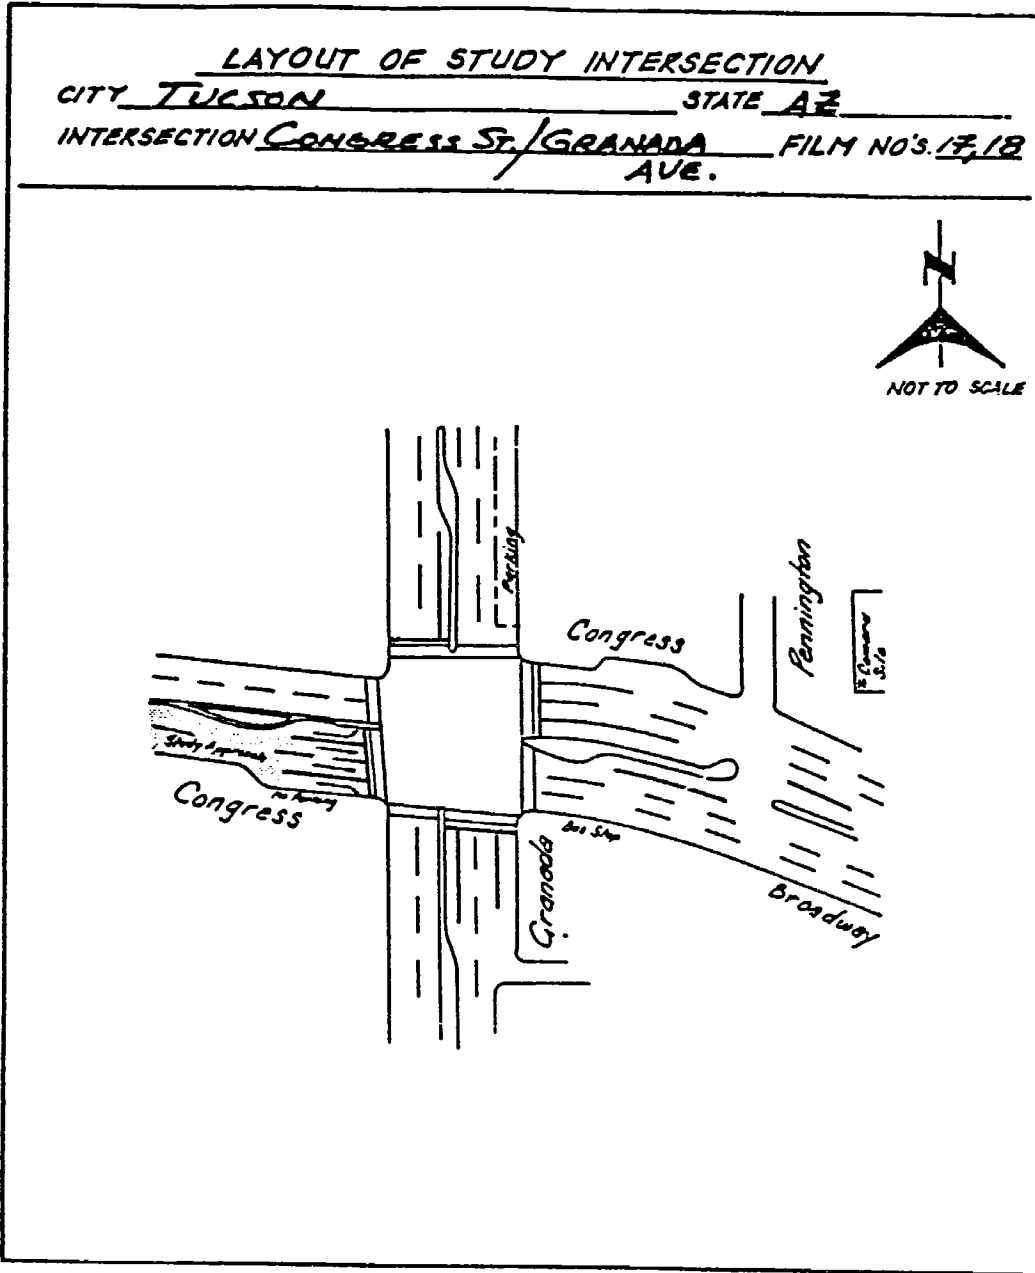 LAYOUT OF STUDY INTERSECTION
CITY TUCSON STATE AZ
INTERSECTION CONGRESS ST./GRANADA FILM NO'S. 17,18
AVE.
N
NOT TO SCALE
Parking
Congress
Pennington
* Camera
Site
Study Approach
No Parking
Congress
Bus Stop
Granada
Broadway